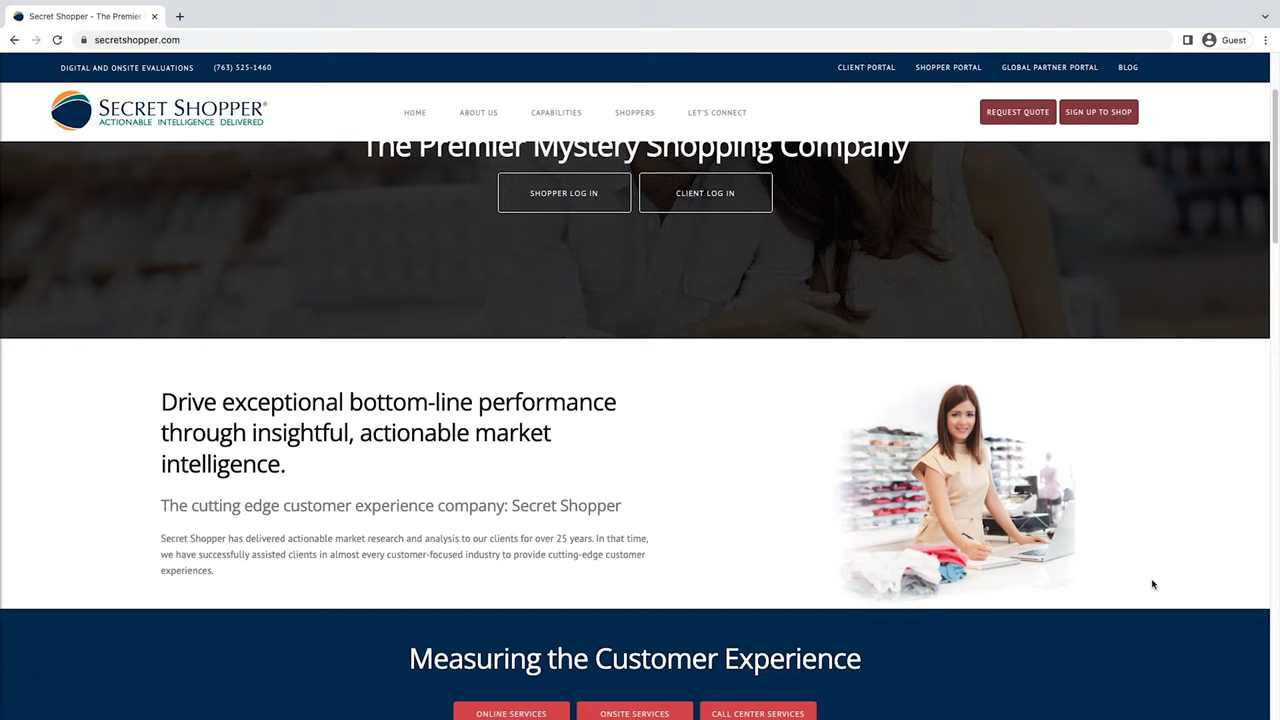 Secret Shopper - The Premier
secretshopper.com
Guest
DIGITAL AND ONSITE EVALUATIONS (763) 525-1460
CLIENT PORTAL SHOPPER PORTAL GLOBAL PARTNER PORTAL BLOG
SECRET SHOPPER®
ACTIONABLE INTELLIGENCE DELIVERED
HOME ABOUT US CAPABILITIES SHOPPERS LET'S CONNECT
REQUEST QUOTE SIGN UP TO SHOP
The Premier Mystery Shopping Company
SHOPPER LOG IN CLIENT LOG IN
Drive exceptional bottom-line performance
through insightful, actionable market
intelligence.
The cutting edge customer experience company: Secret Shopper
Secret Shopper has delivered actionable market research and analysis to our clients for over 25 years. In that time,
we have successfully assisted clients in almost every customer-focused industry to provide cutting-edge customer
experiences.
Measuring the Customer Experience
ONLINE SERVICES ONSITE SERVICES CALL CENTER SERVICES